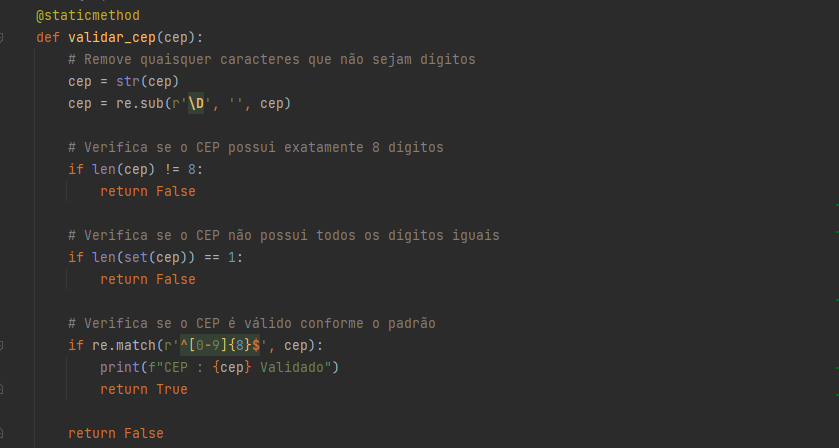 @staticmethod
def validar_cep(cep):
    # Remove quaisquer caracteres que não sejam digitos
    cep = str(cep)
    cep = re.sub(r'\D', '', cep)

    # Verifica se o CEP possui exatamente 8 digitos
    if len(cep) != 8:
        return False

    # Verifica se o CEP não possui todos os digitos iguais
    if len(set(cep)) == 1:
        return False

    # Verifica se o CEP é válido conforme o padrão
    if re.match(r'^[0-9]{8}$', cep):
        print(f"CEP : {cep} Validado")
        return True

    return False